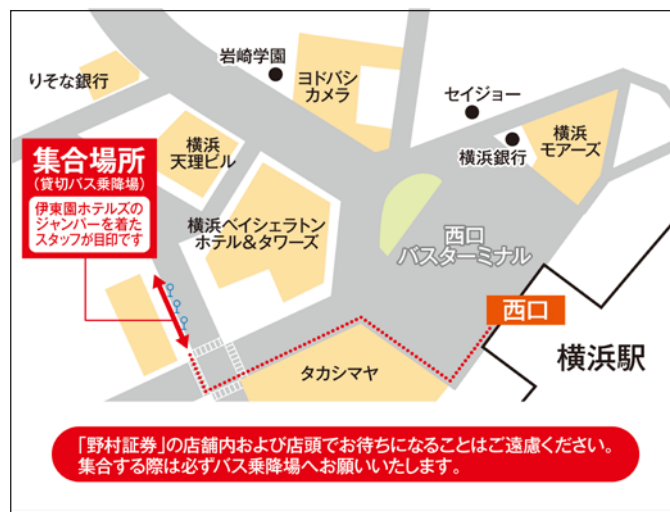 岩崎学園
りそな銀行
ヨドバシ
カメラ
セイジョー
横浜
モアーズ
横浜銀行
横浜
天理ビル
集合場所
(貸切バス乗降場)
伊東園ホテルズの
ジャンパーを着た
スタッフが目印です
横浜ベイシェラトン
ホテル&タワーズ
西口
バスターミナル
西口
横浜駅
タカシマヤ
「野村証券」の店舗内および店頭でお待ちになることはご遠慮ください。
集合する際は必ずバス乗降場へお願いいたします。